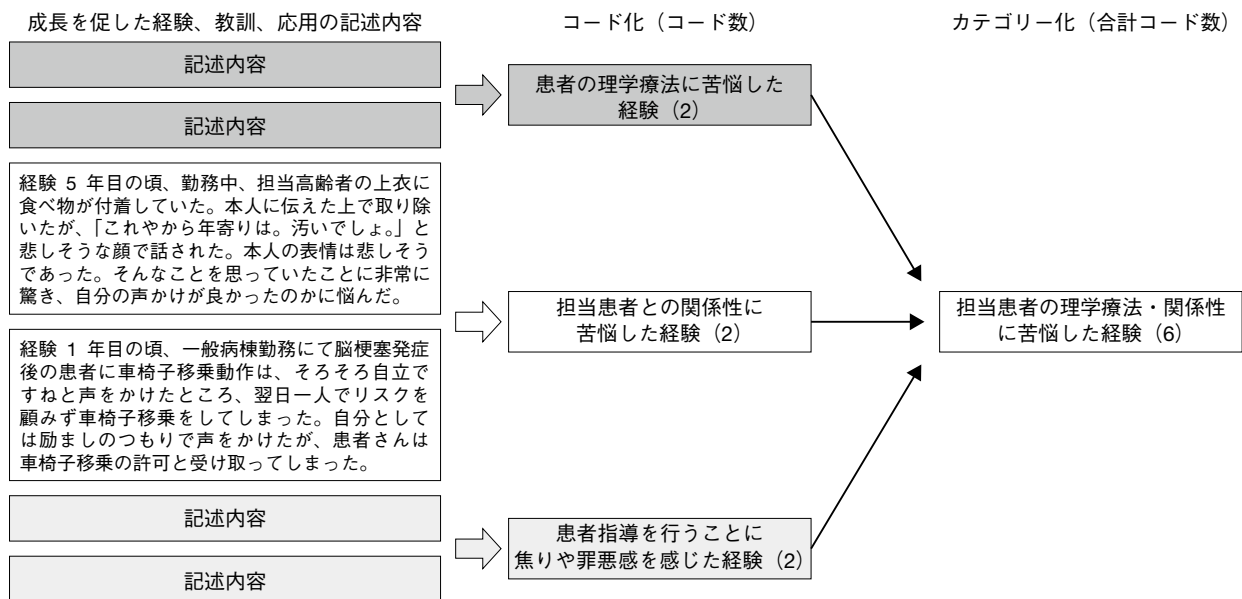 成長を促した経験、教訓、応用の記述内容
コード化（コード数）
カテゴリー化（合計コード数）
記述内容
記述内容
患者の理学療法に苦悩した
経験（2）
経験 5 年目の頃、勤務中、担当高齢者の上衣に
食べ物が付着していた。本人に伝えた上で取り除
いたが、「これやから年寄りは。汚いでしょ。」と
悲しそうな顔で話された。本人の表情は悲しそう
であった。そんなことを思っていたことに非常に
驚き、自分の声かけが良かったのかに悩んだ。
経験 1 年目の頃、一般病棟勤務にて脳梗塞発症
後の患者に車椅子移乗動作は、そろそろ自立で
すねと声をかけたところ、翌日一人でリスクを
顧みず車椅子移乗をしてしまった。自分として
は励ましのつもりで声をかけたが、患者さんは
車椅子移乗の許可と受け取ってしまった。
担当患者との関係性に
苦悩した経験（2）
担当患者の理学療法・関係性
に苦悩した経験（6）
記述内容
記述内容
患者指導を行うことに
焦りや罪悪感を感じた経験（2）